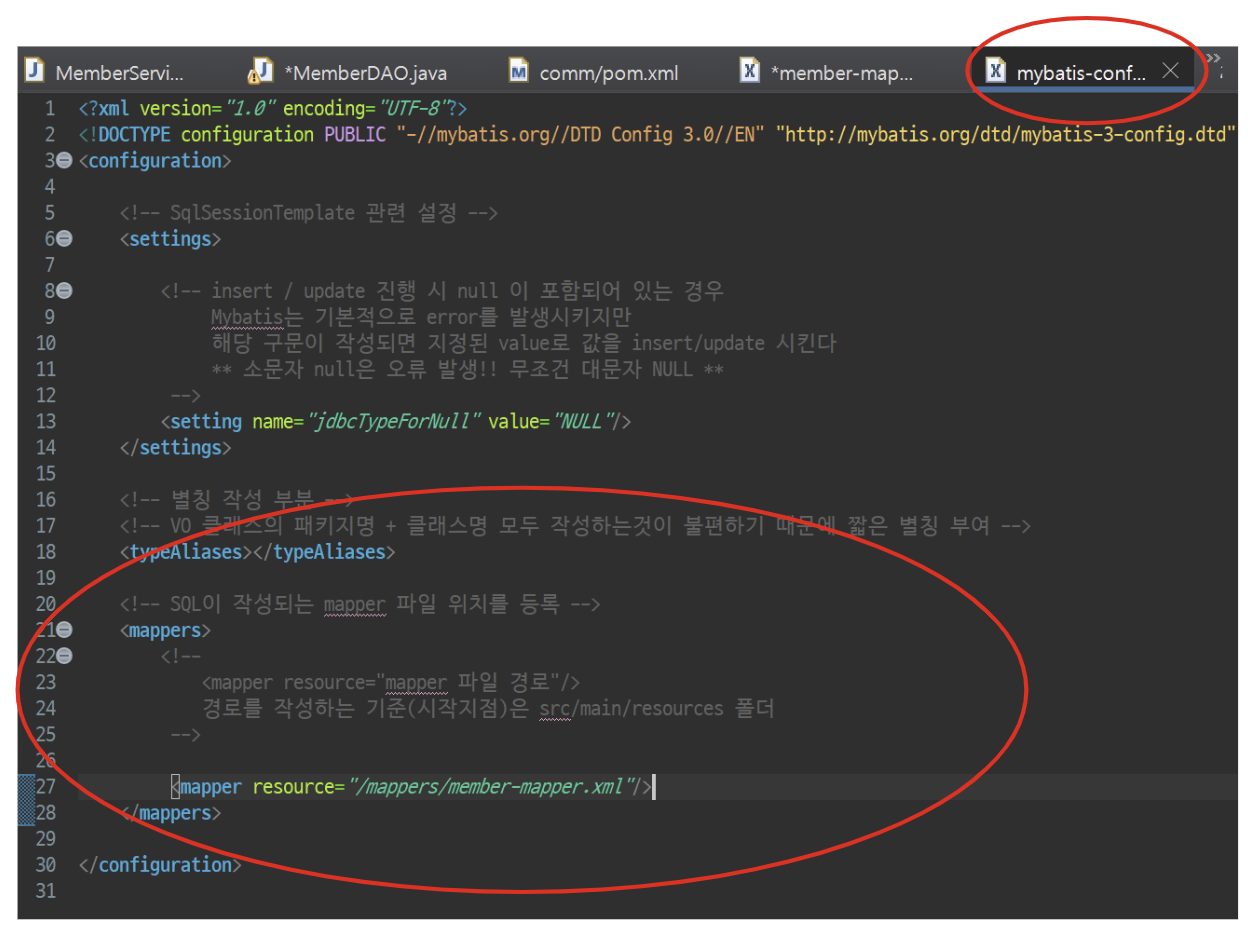 MemberServi...
*MemberDAO.java
comm/pom.xml
*member-map...
mybatis-conf...
1 <?xml version="1.0" encoding="UTF-8"?>
2 <!DOCTYPE configuration PUBLIC "-//mybatis.org//DTD Config 3.0//EN" "http://mybatis.org/dtd/mybatis-3-config.dtd"
3 <configuration>
4
5 <!-- SqlSessionTemplate 관련 설정 -->
6 <settings>
7
8 <!-- insert / update 진행 시 null 이 포함되어 있는 경우
9 Mybatis는 기본적으로 error를 발생시키지만
10 해당 구문이 작성되면 지정된 value로 값을 insert/update 시킨다
11 ** 소문자 null은 오류 발생!! 무조건 대문자 NULL **
12 -->
13 <setting name="jdbcTypeForNull" value="NULL"/>
14 </settings>
15
16 <!-- 별칭 작성 부분 -->
17 <!-- VO 클래스의 패키지명 + 클래스명 모두 작성하는것이 불편하기 때문에 짧은 별칭 부여 -->
18 <typeAliases></typeAliases>
19
20 <!-- SQL이 작성되는 mapper 파일 위치를 등록 -->
21 <mappers>
22 <!--
23 <mapper resource="mapper 파일 경로"/>
24 경로를 작성하는 기준(시작지점)은 src/main/resources 폴더
25 -->
26
27 <mapper resource="/mappers/member-mapper.xml"/>
28 </mappers>
29
30 </configuration>
31